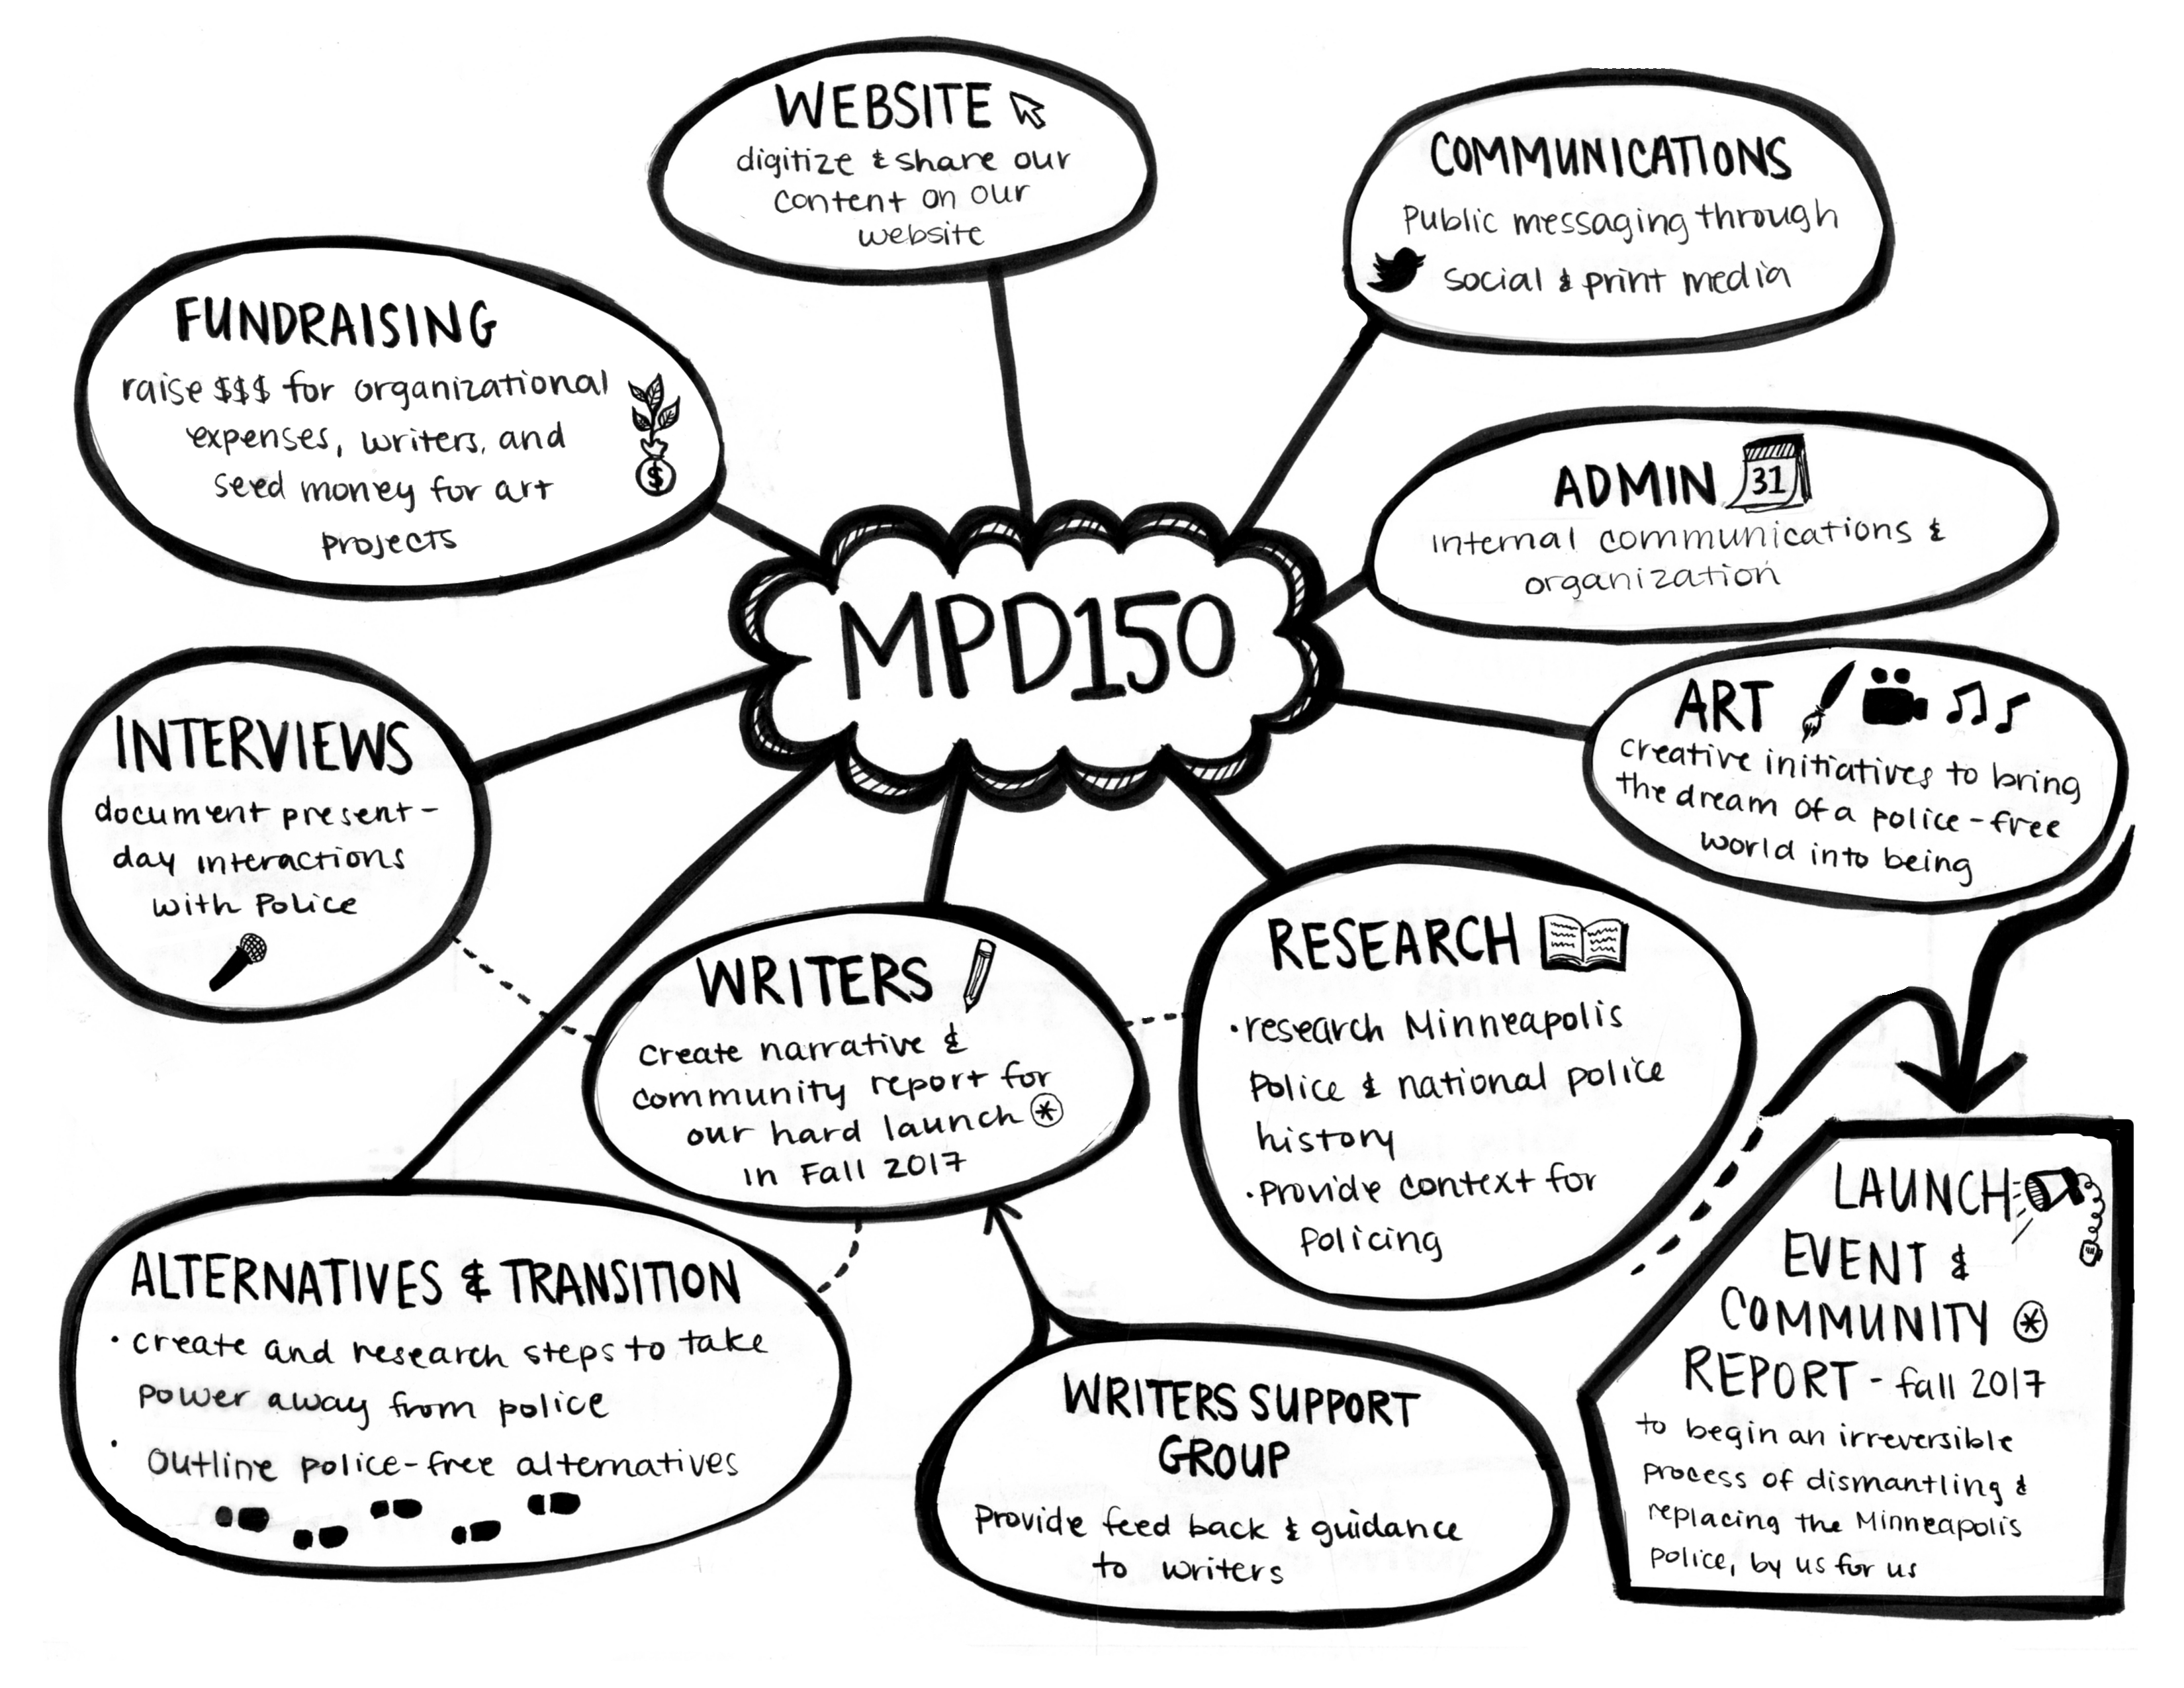 WEBSITE
digitize & share our
content on our
website
COMMUNICATIONS
Public messaging through
social & print media
FUNDRAISING
raise $$$ for organizational
expenses, writers, and
seed money for art
projects
ADMIN 31
internal communications &
organization
MPD150
ART
creative initiatives to bring
the dream of a police-free
world into being
INTERVIEWS
document present-
day interactions
with Police
WRITERS
create narrative &
community report for
our hard launch *
in Fall 2017
RESEARCH
• research Minneapolis
Police & national police
history
• Provide context for
Policing
ALTERNATIVES & TRANSITION
• create and research steps to take
power away from police
• Outline police-free alternatives
WRITERS SUPPORT
GROUP
Provide feed back & guidance
to writers
LAUNCH
EVENT &
COMMUNITY *
REPORT - fall 2017
to begin an irreversible
process of dismantling &
replacing the Minneapolis
police, by us for us